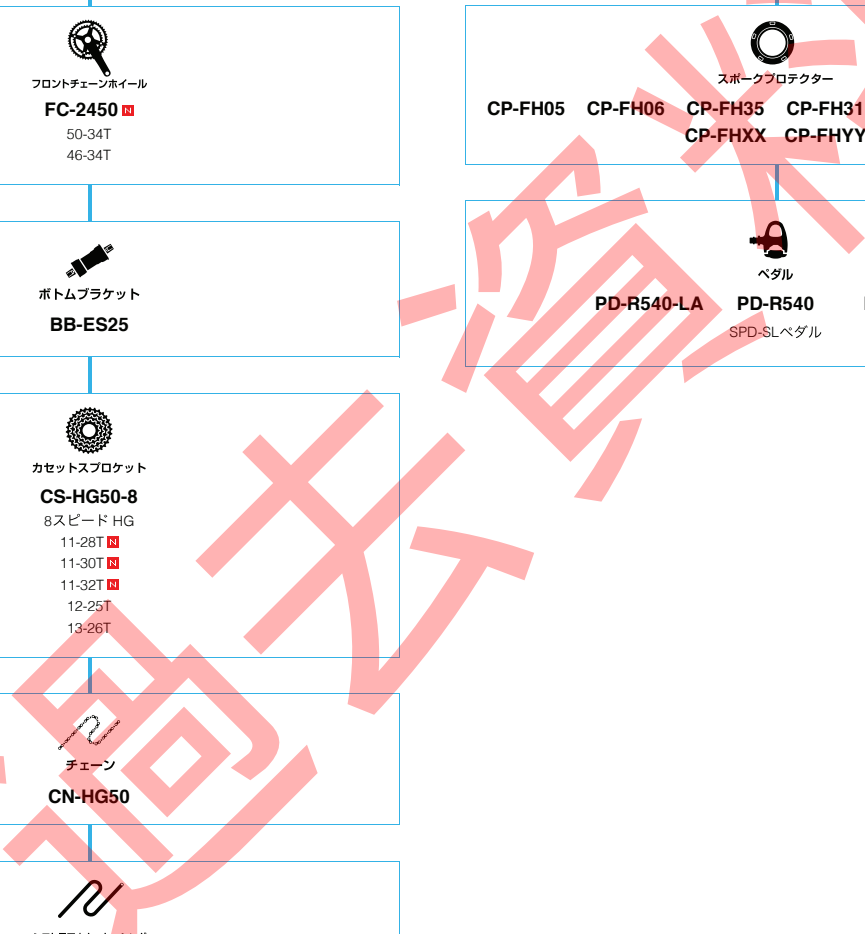 フロントチェーンホイール
FC-2450 N
50-34T
46-34T
ボトムブラケット
BB-ES25
カセットスプロケット
CS-HG50-8
8スピード HG
11-28T N
11-30T N
11-32T N
12-25T
13-26T
チェーン
CN-HG50
スポークプロテクター
CP-FH05 CP-FH06 CP-FH35 CP-FH31
CP-FHXX CP-FHYY
ペダル
PD-R540-LA PD-R540
SPD-SLペダル
過去資料